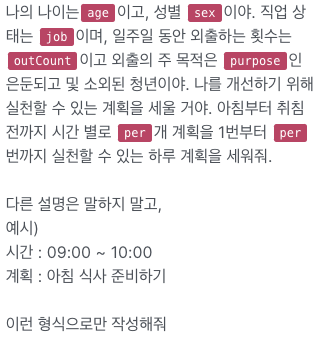 나의 나이는 age 이고, 성별 sex 이야. 직업 상
태는 job 이며, 일주일 동안 외출하는 횟수는
outCount 이고 외출의 주 목적은 purpose 인
은둔되고 및 소외된 청년이야. 나를 개선하기 위해
실천할 수 있는 계획을 세울 거야. 아침부터 취침
전까지 시간 별로 per 개 계획을 1번부터 per
번까지 실천할 수 있는 하루 계획을 세워줘.
다른 설명은 말하지 말고,
예시)
시간 : 09:00 ~ 10:00
계획 : 아침 식사 준비하기
이런 형식으로만 작성해줘